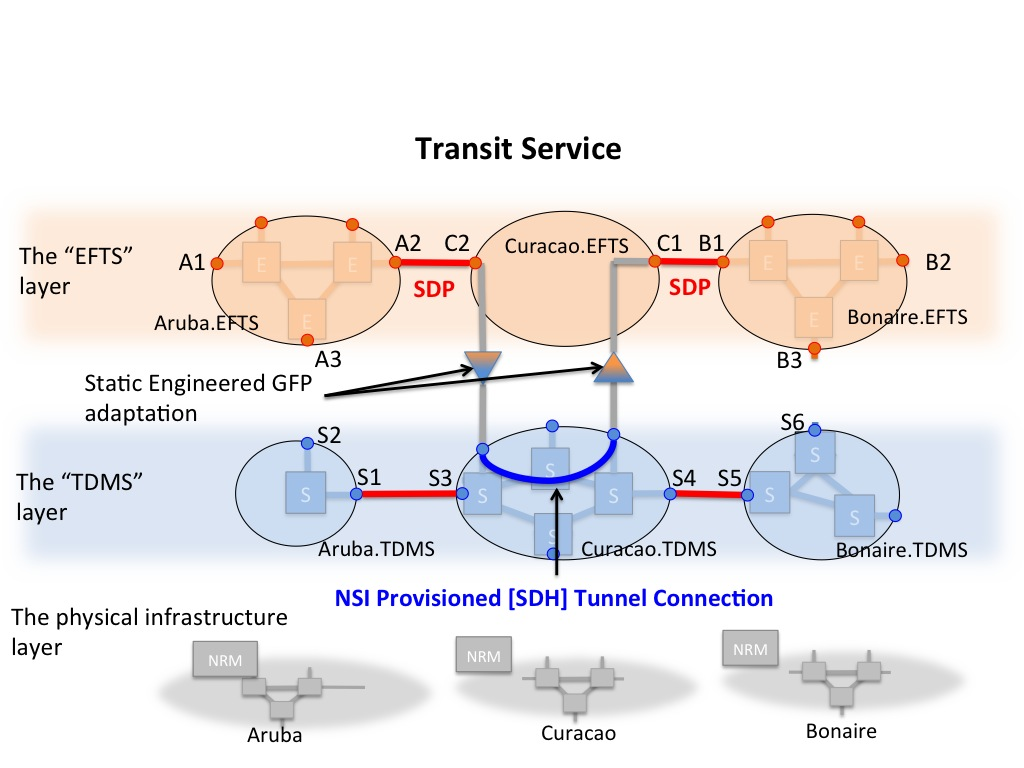 Transit Service
The “EFTS”
layer
A1
E
E
E
A2
C2
SDP
Curacao.EFTS
C1
B1
SDP
E
E
E
B2
Aruba.EFTS
Bonaire.EFTS
A3
B3
Static Engineered GFP
adaptation
The “TDMS”
layer
S2
S
S1
S3
S
S
S
S
S4
S5
S6
S
S
S
Aruba.TDMS
Curacao.TDMS
Bonaire.TDMS
NSI Provisioned [SDH] Tunnel Connection
The physical infrastructure
layer
NRM
NRM
NRM
Aruba
Curacao
Bonaire